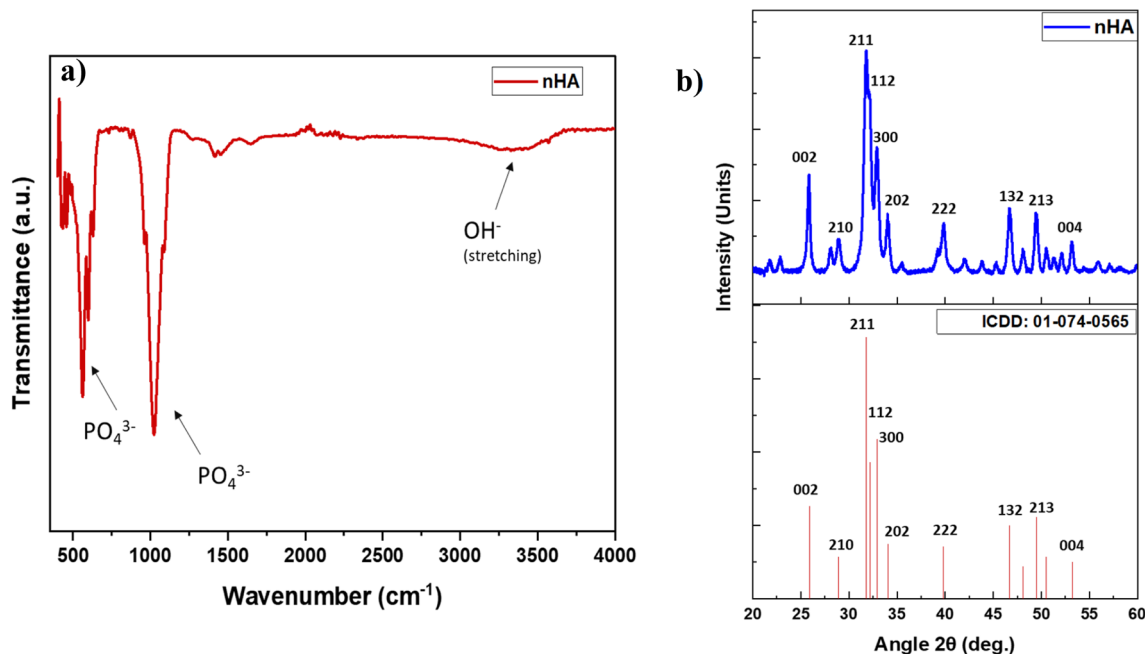 a)
nHA
OH⁻
(stretching)
PO₄³⁻
PO₄³⁻
Transmittance (a.u.)
500 1000 1500 2000 2500 3000 3500 4000
Wavenumber (cm⁻¹)
b)
nHA
211
112
300
002
202
210
222
132
213
004
Intensity (Units)
ICDD: 01-074-0565
211
112
300
002
202
210
222
132
213
004
20 25 30 35 40 45 50 55 60
Angle 2θ (deg.)